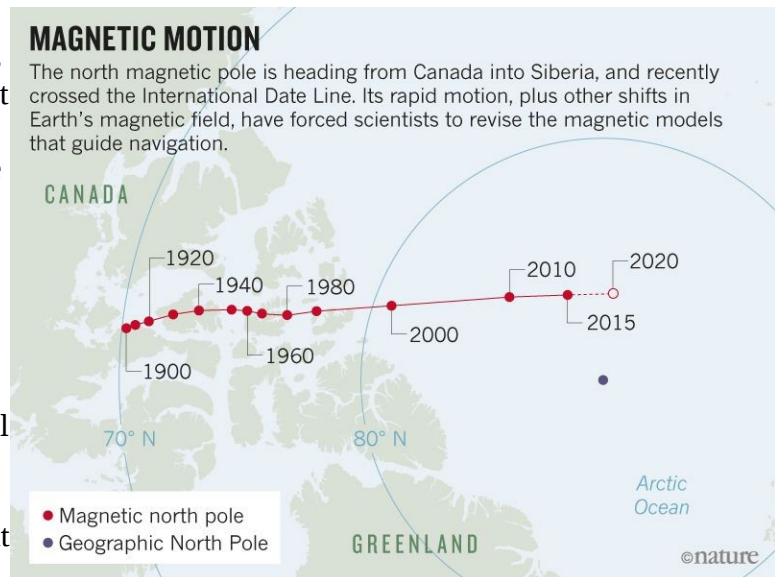 MAGNETIC MOTION
The north magnetic pole is heading from Canada into Siberia, and recently
crossed the International Date Line. Its rapid motion, plus other shifts in
Earth's magnetic field, have forced scientists to revise the magnetic models
that guide navigation.
CANADA
1920
1940
1980
2010
2020
2000
2015
1960
1900
70° N
80° N
Arctic
Ocean
Magnetic north pole
Geographic North Pole
GREENLAND
©nature